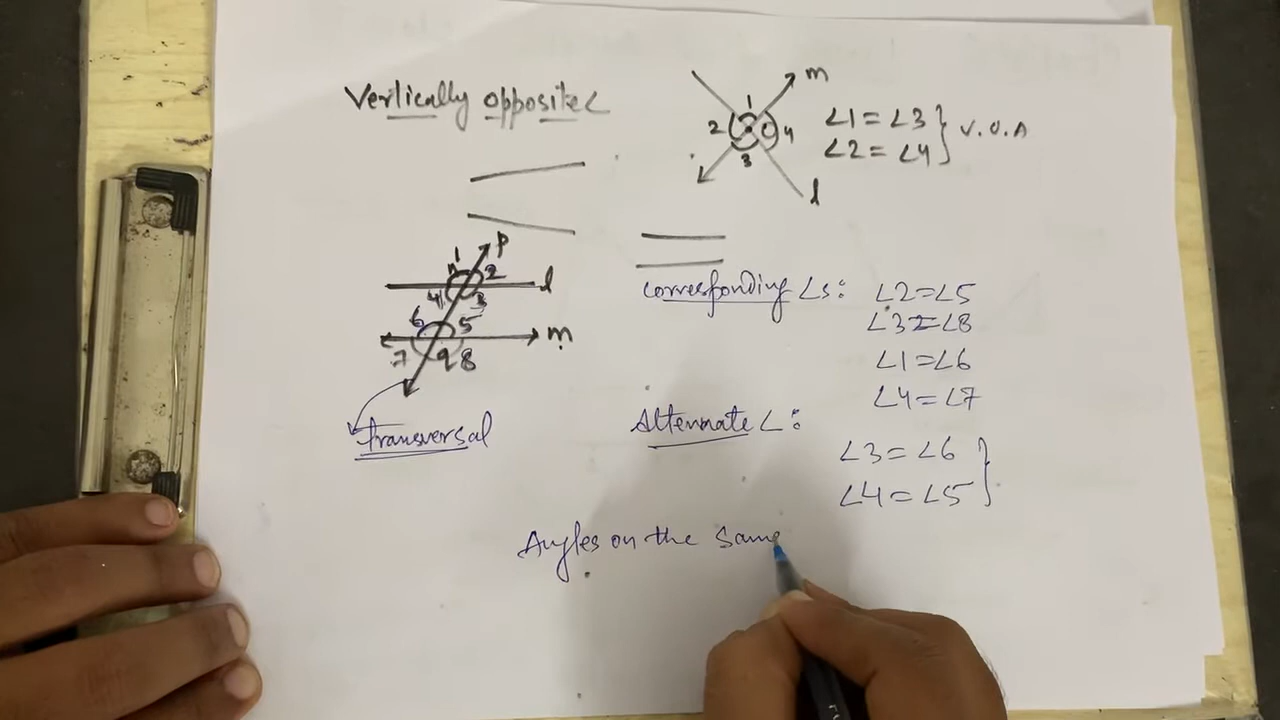 Vertically opposite ∠
m
1
2
4
3
l
∠1 = ∠3
∠2 = ∠4
V.O.A
p
1
2
l
4
3
6
5
m
7
9 8
transversal
corresponding ∠s:
∠2 = ∠5
∠3 = ∠8
∠1 = ∠6
∠4 = ∠7
Alternate ∠:
∠3 = ∠6
∠4 = ∠5
Angles on the same